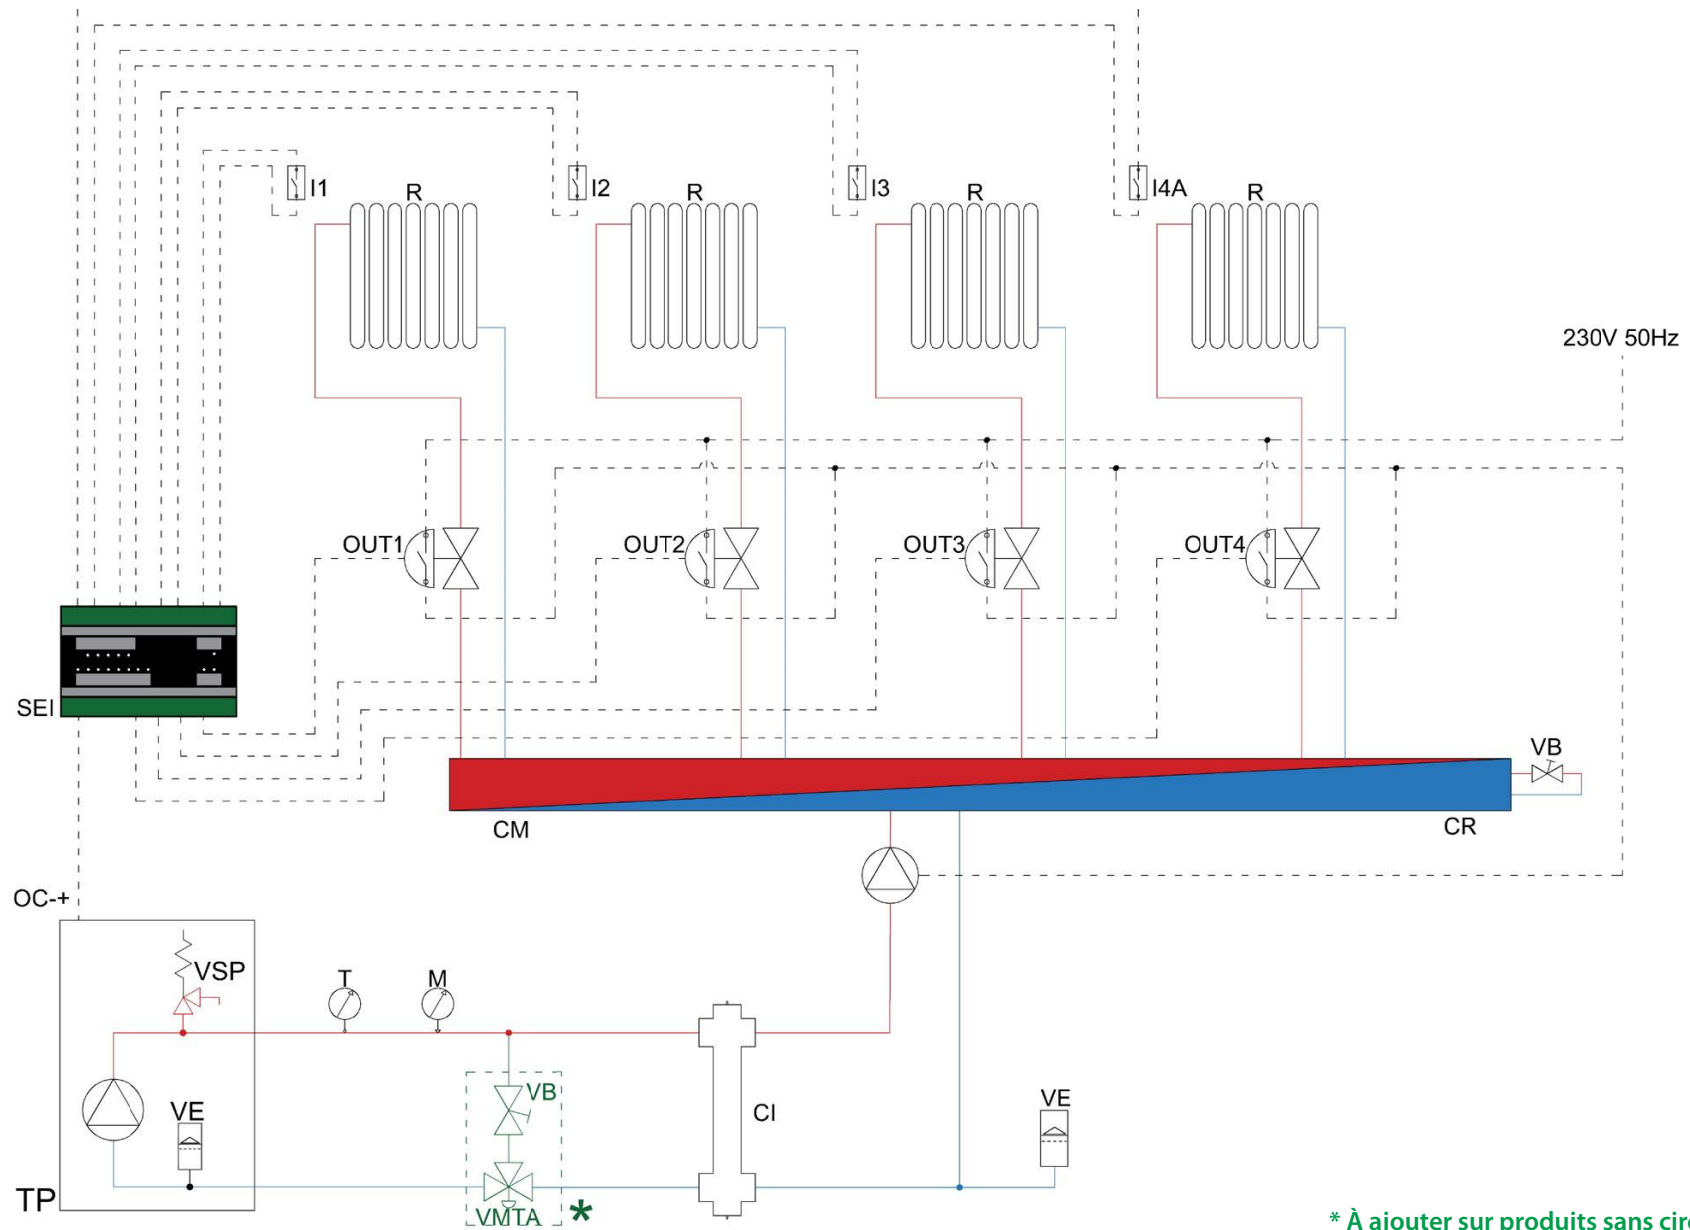 I1
R
I2
R
I3
R
I4A
R
230V 50Hz
OUT1
OUT2
OUT3
OUT4
SEI
VB
CM
CR
OC-+
VSP
T
M
VB
CI
VE
VE
TP
VMTA
*
* À ajouter sur produits sans